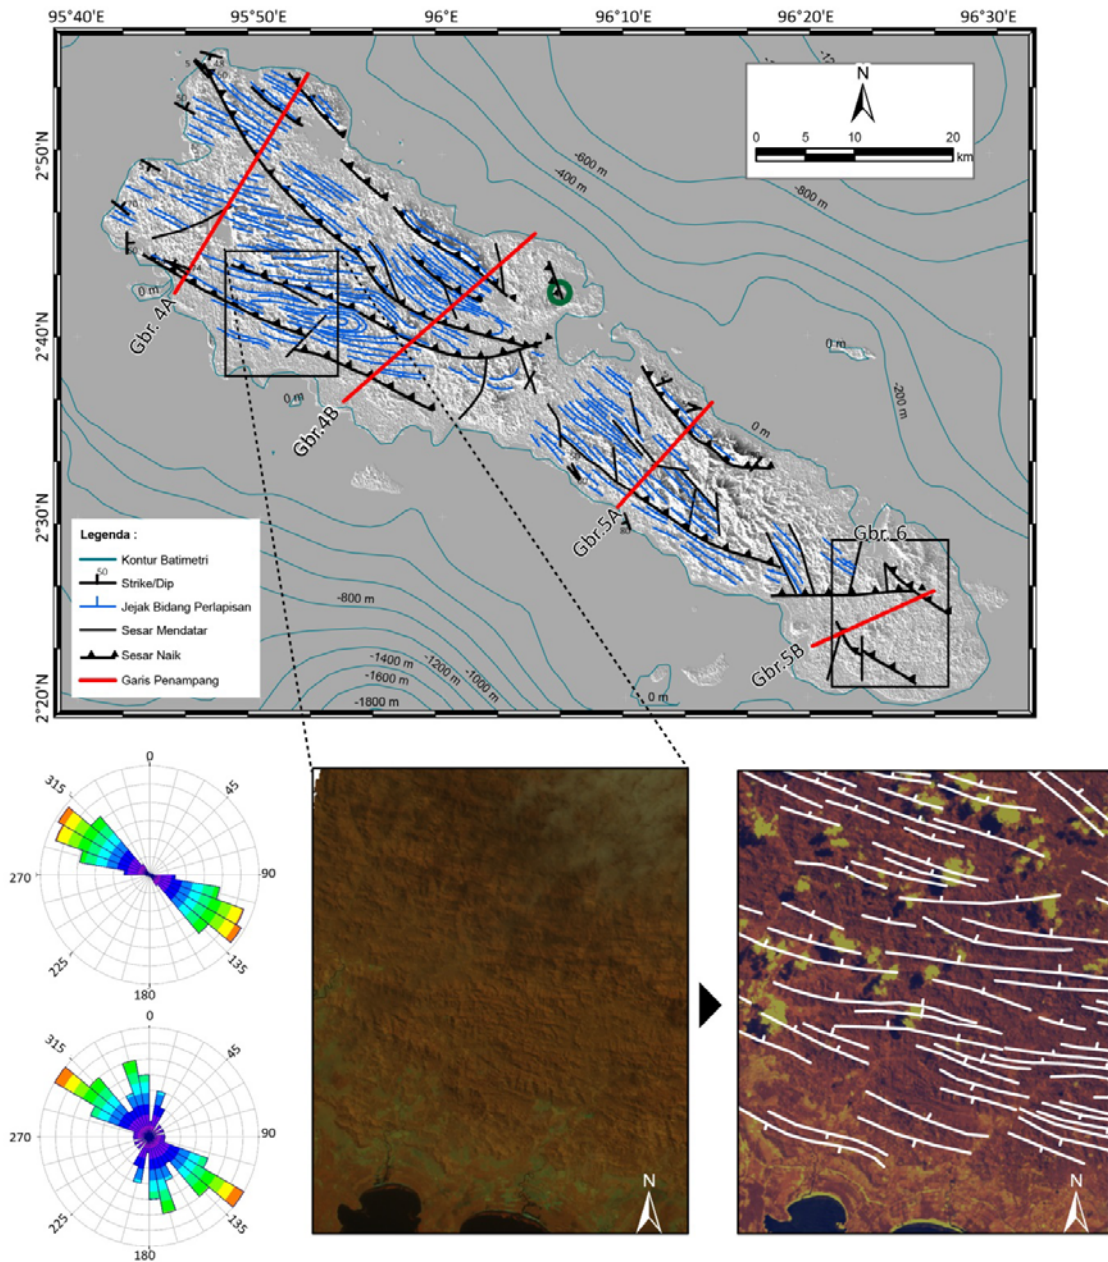 95°40'E 95°50'E 96°E 96°10'E 96°20'E 96°30'E
N
0 5 10 20
km
2°50'N
2°40'N
2°30'N
2°20'N
-600 m
-400 m
-800 m
-200 m
0 m
0 m
0 m
0 m
0 m
Gbr. 4A
Gbr.4B
Gbr.5A
Gbr.5B
Gbr. 6
-800 m
-1400 m
-1200 m
-1000 m
-1600 m
-1800 m
Legenda :
Kontur Batimetri
50
Strike/Dip
Jejak Bidang Perlapisan
Sesar Mendatar
Sesar Naik
Garis Penampang
0
315
45
270
90
225
-135
180
0
315
45
270
90
225
-135
180
N
N